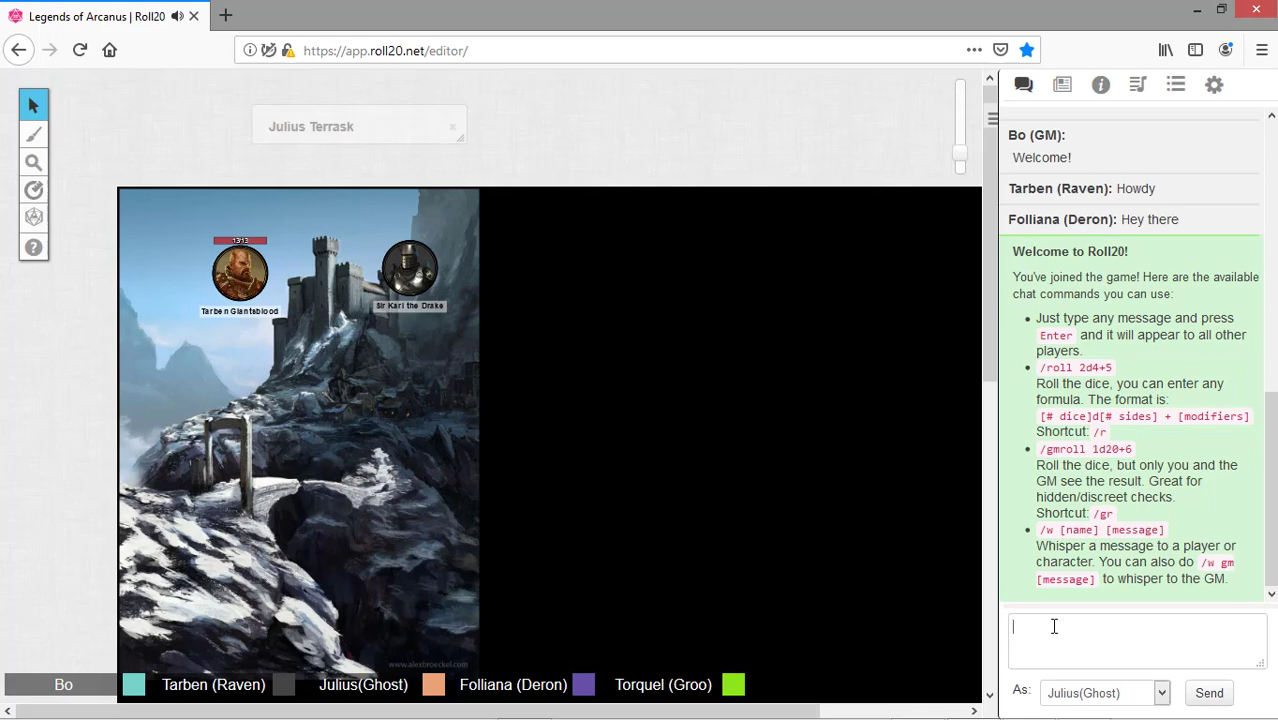 Legends of Arcanus | Roll20
https://app.roll20.net/editor/
Julius Terrask
13/13
Tarben Giantsblood
Sir Karl the Drake
www.alexbroeckel.com
Bo
Tarben (Raven)
Julius(Ghost)
Folliana (Deron)
Torquel (Groo)
Bo (GM):
Welcome!
Tarben (Raven): Howdy
Folliana (Deron): Hey there
Welcome to Roll20!
You've joined the game! Here are the available
chat commands you can use:
• Just type any message and press
Enter and it will appear to all other
players.
• /roll 2d4+5
Roll the dice, you can enter any
formula. The format is:
[# dice]d[# sides] + [modifiers]
Shortcut: /r
• /gmroll 1d20+6
Roll the dice, but only you and the
GM see the result. Great for
hidden/discreet checks.
Shortcut: /gr
• /w [name] [message]
Whisper a message to a player or
character. You can also do /w gm
[message] to whisper to the GM.
As: Julius(Ghost) Send